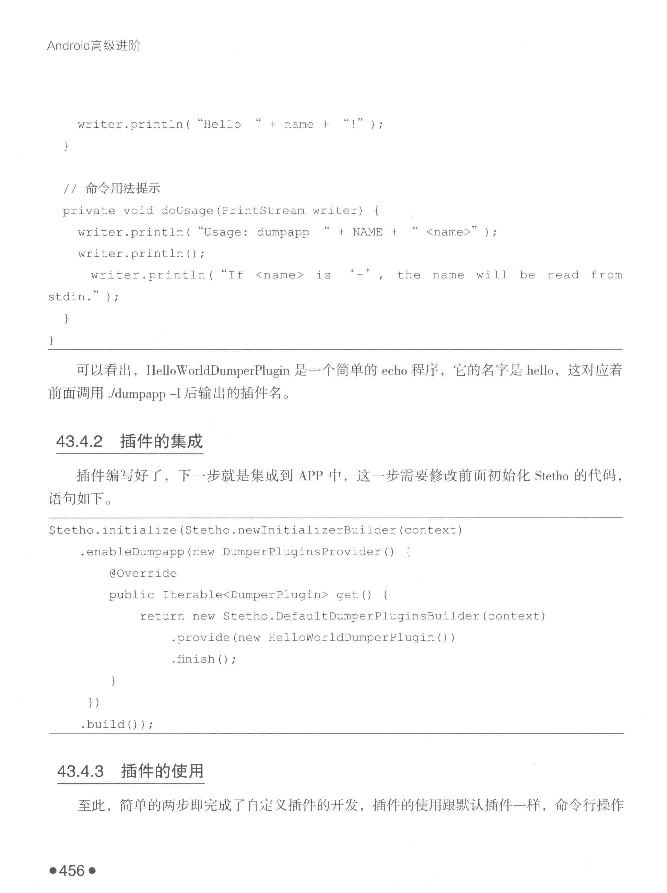 Android高级进阶
writer.println( “Hello “ + name + “!” );
}
// 命令用法提示
private void doUsage(PrintStream writer) {
writer.println( “Usage: dumpapp “ + NAME + “ <name>” );
writer.println();
writer.println( “If <name> is ‘-’, the name will be read from
stdin.” );
}
}
可以看出，HelloWorldDumperPlugin 是一个简单的 echo 程序，它的名字是 hello，这对应着
前面调用 ./dumpapp –l 后输出的插件名。
43.4.2 插件的集成
插件编写好了，下一步就是集成到 APP 中，这一步需要修改前面初始化 Stetho 的代码，
语句如下。
Stetho.initialize(Stetho.newInitializerBuilder(context)
.enableDumpapp(new DumperPluginsProvider() {
@Override
public Iterable<DumperPlugin> get() {
return new Stetho.DefaultDumperPluginsBuilder(context)
.provide(new HelloWorldDumperPlugin())
.finish();
}
})
.build());
43.4.3 插件的使用
至此，简单的两步即完成了自定义插件的开发，插件的使用跟默认插件一样，命令行操作
●456●